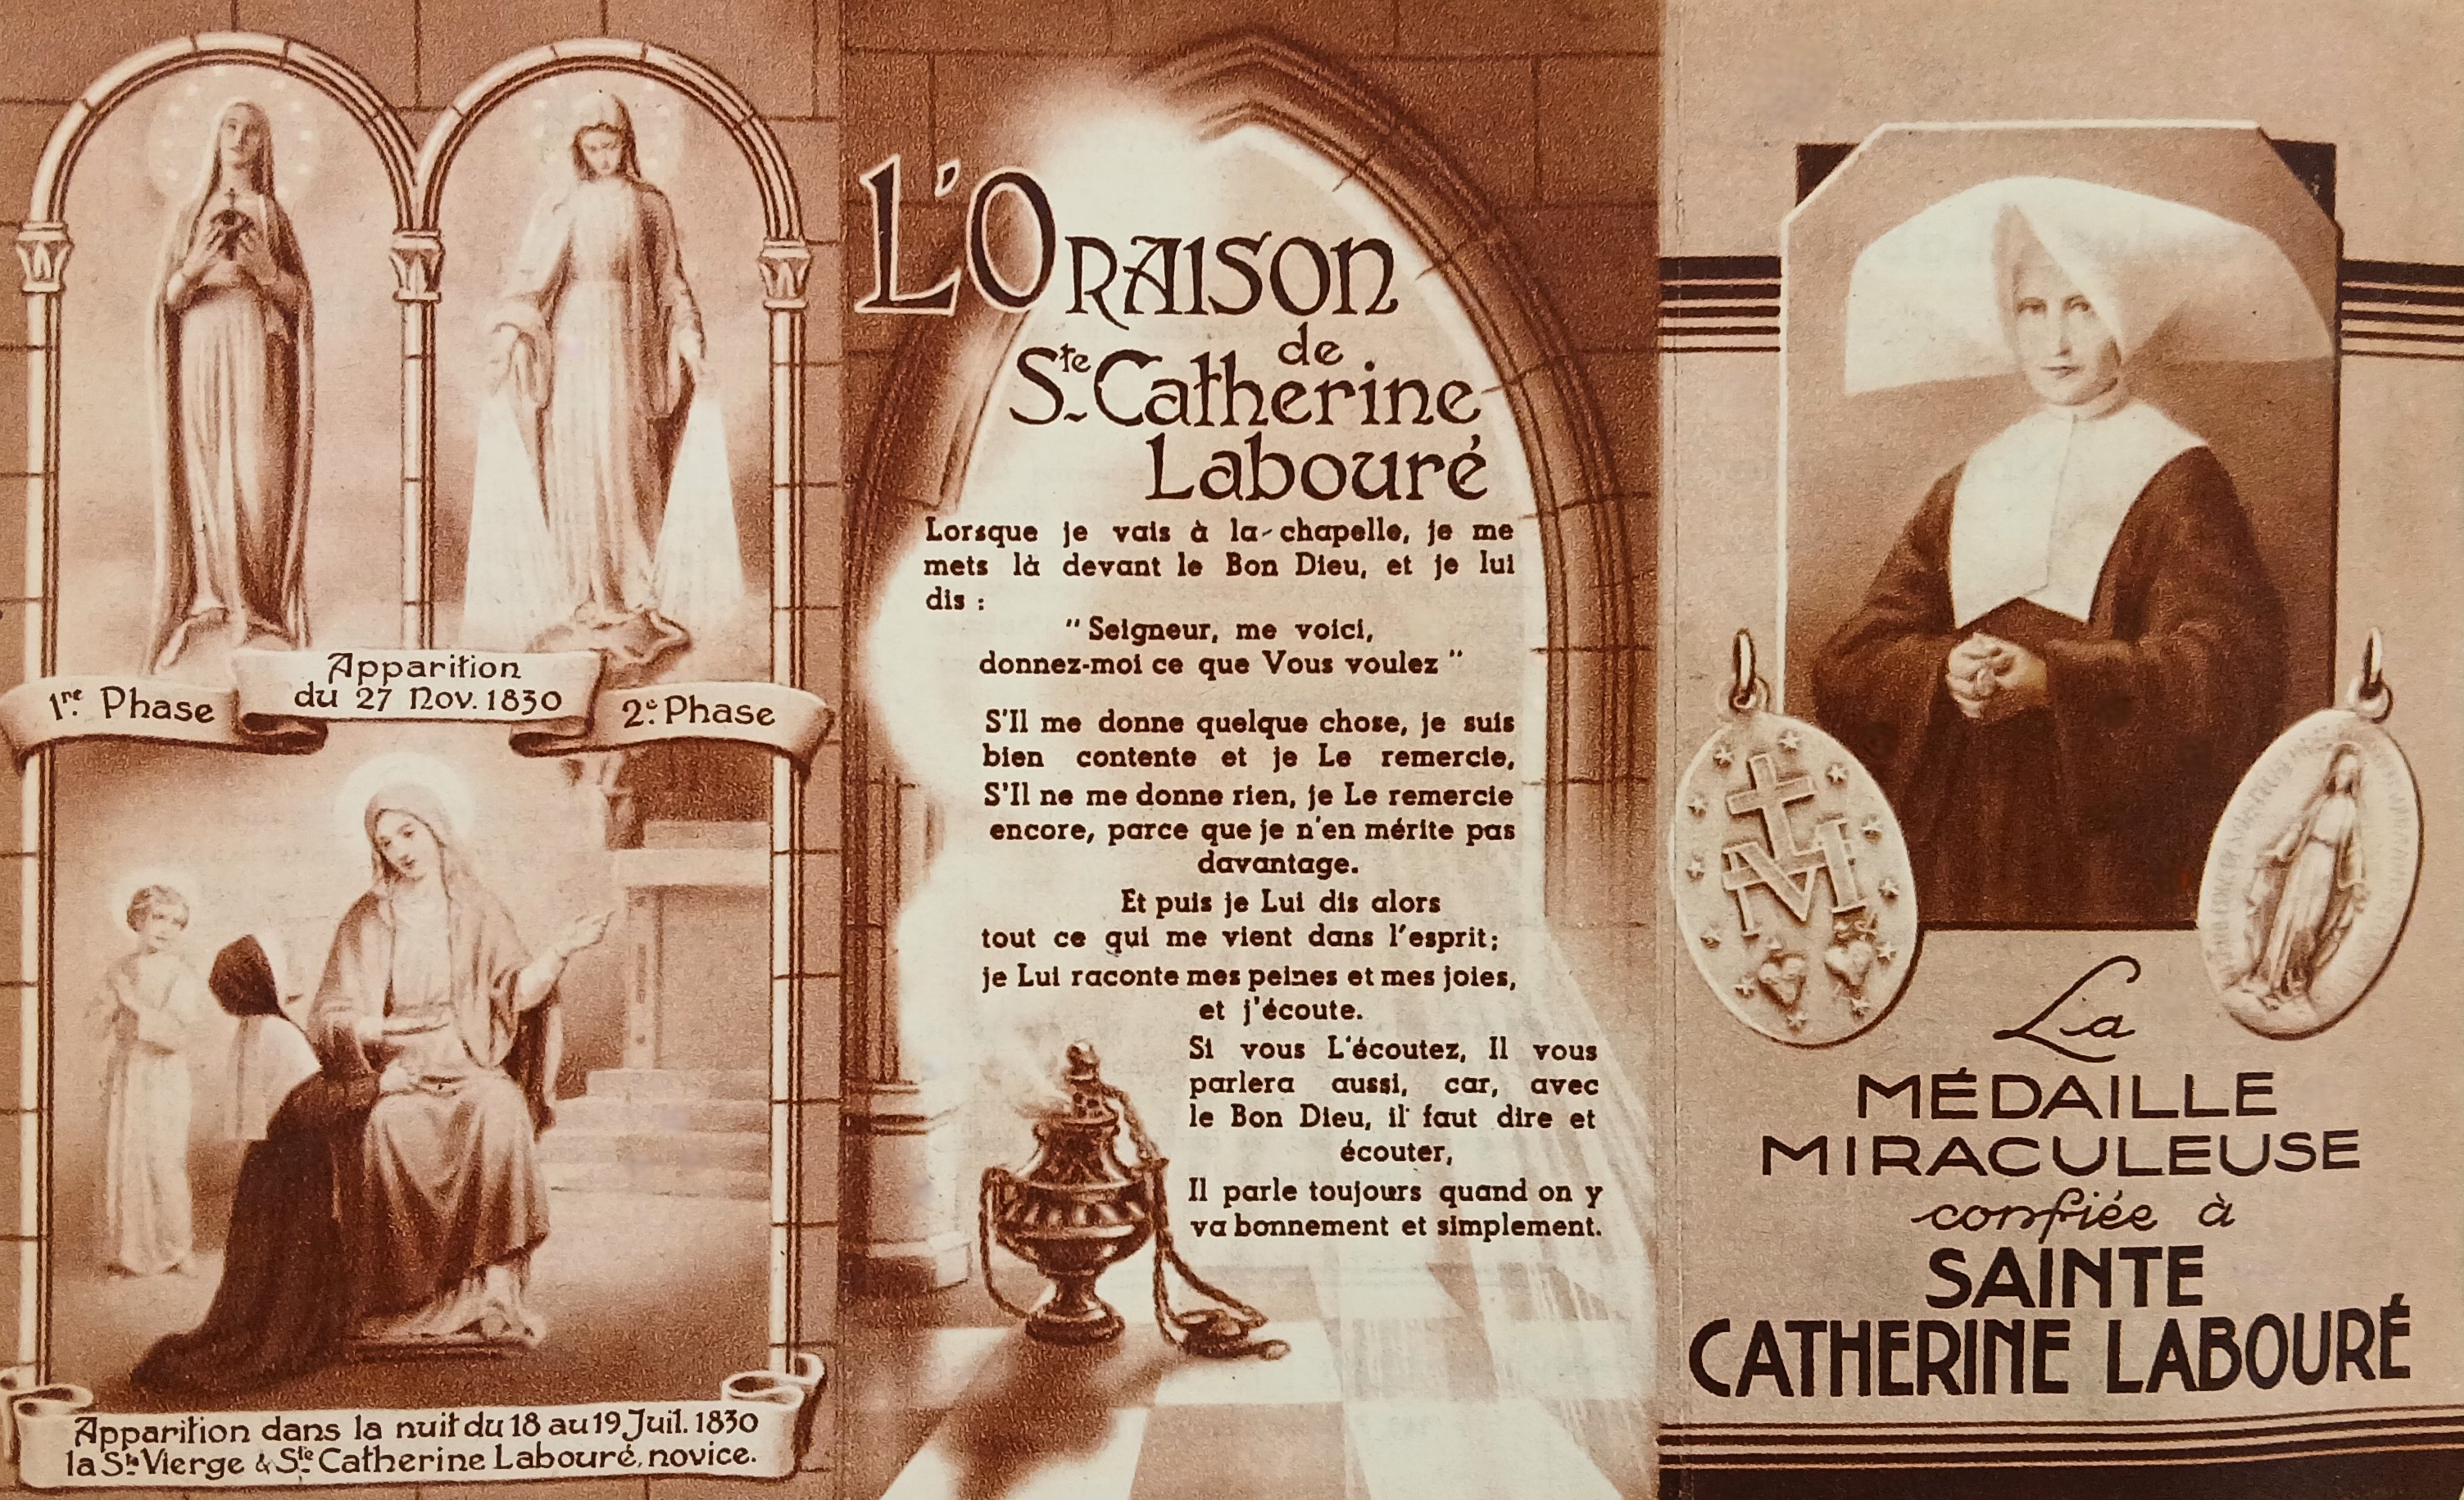 1re Phase
Apparition
du 27 Nov. 1830
2e Phase
Apparition dans la nuit du 18 au 19 Juil. 1830
la Ste Vierge & Ste Catherine Labouré, novice.
L'ORAISON
de
Ste Catherine
Labouré
Lorsque je vais à la chapelle, je me
mets là devant le Bon Dieu, et je lui
dis :
" Seigneur, me voici,
donnez-moi ce que Vous voulez "
S'Il me donne quelque chose, je suis
bien contente et je Le remercie,
S'Il ne me donne rien, je Le remercie
encore, parce que je n'en mérite pas
davantage.
Et puis je Lui dis alors
tout ce qui me vient dans l'esprit;
je Lui raconte mes peines et mes joies,
et j'écoute.
Si vous L'écoutez, Il vous
parlera aussi, car, avec
le Bon Dieu, il faut dire et
écouter,
Il parle toujours quand on y
va bonnement et simplement.
M
La
MÉDAILLE
MIRACULEUSE
confiée à
SAINTE
CATHERINE LABOURÉ